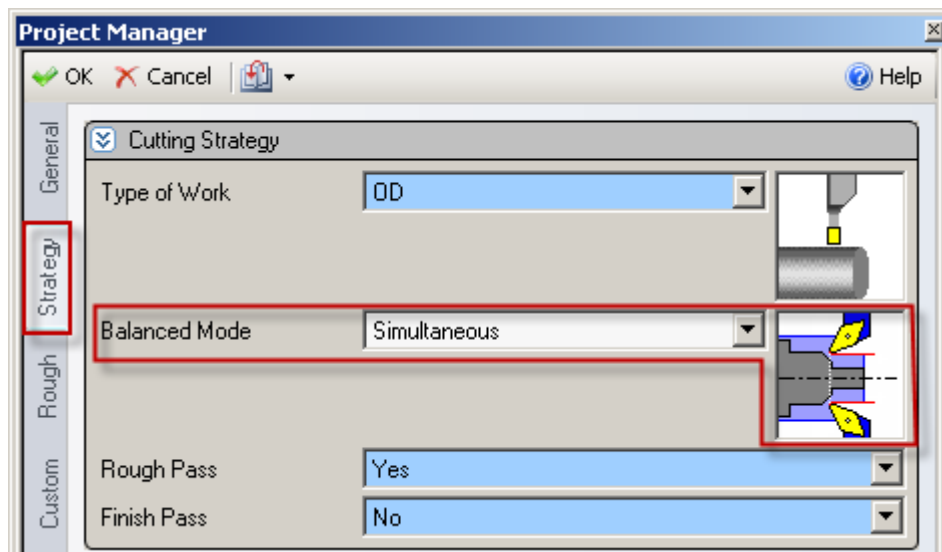 Project Manager
OK Cancel Help
General
Strategy
Rough
Custom
Cutting Strategy
Type of Work OD
Balanced Mode Simultaneous
Rough Pass Yes
Finish Pass No